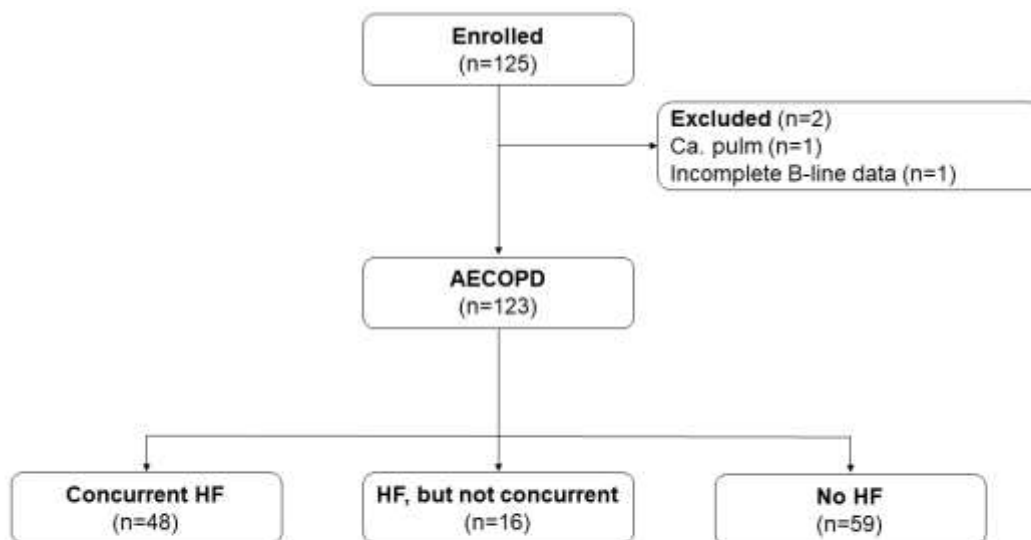 Enrolled
(n=125)
Excluded (n=2)
Ca. pulm (n=1)
Incomplete B-line data (n=1)
AECOPD
(n=123)
Concurrent HF
(n=48)
HF, but not concurrent
(n=16)
No HF
(n=59)